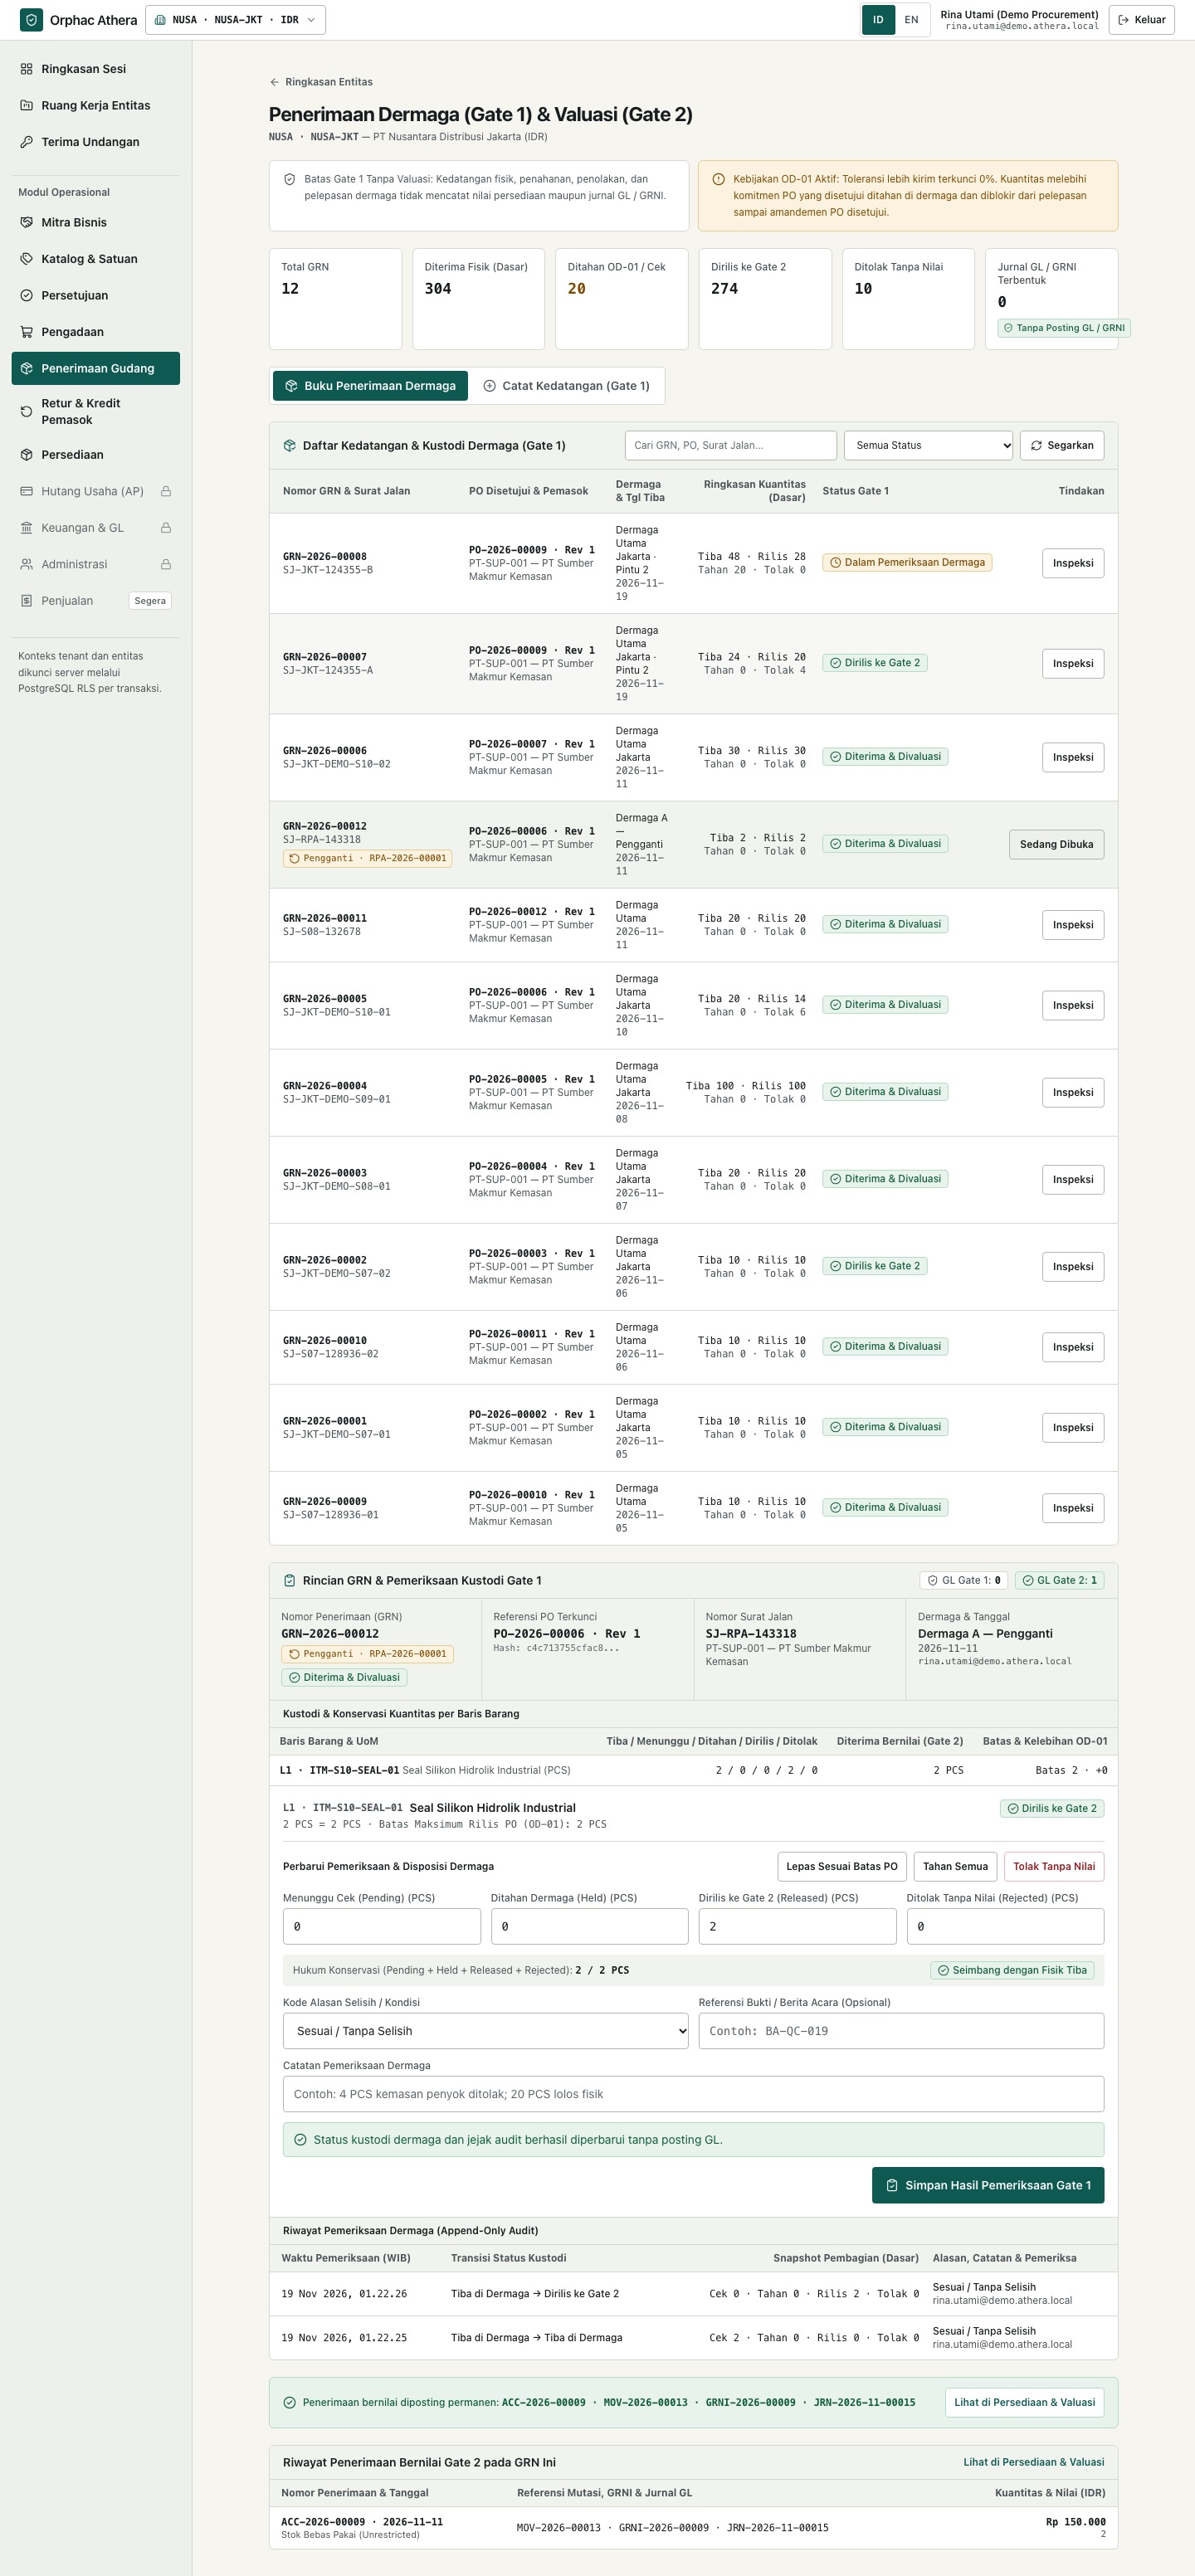 Orphac Athera
NUSA · NUSA-JKT · IDR
ID
EN
Rina Utami (Demo Procurement)
rina.utami@demo.athera.local
Keluar
Ringkasan Sesi
Ruang Kerja Entitas
Terima Undangan
Modul Operasional
Mitra Bisnis
Katalog & Satuan
Persetujuan
Pengadaan
Penerimaan Gudang
Retur & Kredit
Pemasok
Persediaan
Hutang Usaha (AP)
Keuangan & GL
Administrasi
Penjualan
Segera
Konteks tenant dan entitas
dikunci server melalui
PostgreSQL RLS per transaksi.
Ringkasan Entitas
Penerimaan Dermaga (Gate 1) & Valuasi (Gate 2)
NUSA · NUSA-JKT — PT Nusantara Distribusi Jakarta (IDR)
Batas Gate 1 Tanpa Valuasi: Kedatangan fisik, penahanan, penolakan, dan
pelepasan dermaga tidak mencatat nilai persediaan maupun jurnal GL / GRNI.
Kebijakan OD-01 Aktif: Toleransi lebih kirim terkunci 0%. Kuantitas melebihi
komitmen PO yang disetujui ditahan di dermaga dan diblokir dari pelepasan
sampai amandemen PO disetujui.
Total GRN
12
Diterima Fisik (Dasar)
304
Ditahan OD-01 / Cek
20
Dirilis ke Gate 2
274
Ditolak Tanpa Nilai
10
Jurnal GL / GRNI
Terbentuk
0
Tanpa Posting GL / GRNI
Buku Penerimaan Dermaga
Catat Kedatangan (Gate 1)
Daftar Kedatangan & Kustodi Dermaga (Gate 1)
Cari GRN, PO, Surat Jalan...
Semua Status
Segarkan
Nomor GRN & Surat Jalan
PO Disetujui & Pemasok
Dermaga
& Tgl Tiba
Ringkasan Kuantitas
(Dasar)
Status Gate 1
Tindakan
GRN-2026-00008
SJ-JKT-124355-B
PO-2026-00009 · Rev 1
PT-SUP-001 — PT Sumber
Makmur Kemasan
Dermaga
Utama
Jakarta ·
Pintu 2
2026-11-
19
Tiba 48 · Rilis 28
Tahan 20 · Tolak 0
Dalam Pemeriksaan Dermaga
Inspeksi
GRN-2026-00007
SJ-JKT-124355-A
PO-2026-00009 · Rev 1
PT-SUP-001 — PT Sumber
Makmur Kemasan
Dermaga
Utama
Jakarta ·
Pintu 2
2026-11-
19
Tiba 24 · Rilis 20
Tahan 0 · Tolak 4
Dirilis ke Gate 2
Inspeksi
GRN-2026-00006
SJ-JKT-DEMO-S10-02
PO-2026-00007 · Rev 1
PT-SUP-001 — PT Sumber
Makmur Kemasan
Dermaga
Utama
Jakarta
2026-11-
11
Tiba 30 · Rilis 30
Tahan 0 · Tolak 0
Diterima & Divaluasi
Inspeksi
GRN-2026-00012
SJ-RPA-143318
Pengganti · RPA-2026-00001
PO-2026-00006 · Rev 1
PT-SUP-001 — PT Sumber
Makmur Kemasan
Dermaga A
—
Pengganti
2026-11-
11
Tiba 2 · Rilis 2
Tahan 0 · Tolak 0
Diterima & Divaluasi
Sedang Dibuka
GRN-2026-00011
SJ-S08-132678
PO-2026-00012 · Rev 1
PT-SUP-001 — PT Sumber
Makmur Kemasan
Dermaga
Utama
2026-11-
11
Tiba 20 · Rilis 20
Tahan 0 · Tolak 0
Diterima & Divaluasi
Inspeksi
GRN-2026-00005
SJ-JKT-DEMO-S10-01
PO-2026-00006 · Rev 1
PT-SUP-001 — PT Sumber
Makmur Kemasan
Dermaga
Utama
Jakarta
2026-11-
10
Tiba 20 · Rilis 14
Tahan 0 · Tolak 6
Diterima & Divaluasi
Inspeksi
GRN-2026-00004
SJ-JKT-DEMO-S09-01
PO-2026-00005 · Rev 1
PT-SUP-001 — PT Sumber
Makmur Kemasan
Dermaga
Utama
Jakarta
2026-11-
08
Tiba 100 · Rilis 100
Tahan 0 · Tolak 0
Diterima & Divaluasi
Inspeksi
GRN-2026-00003
SJ-JKT-DEMO-S08-01
PO-2026-00004 · Rev 1
PT-SUP-001 — PT Sumber
Makmur Kemasan
Dermaga
Utama
Jakarta
2026-11-
07
Tiba 20 · Rilis 20
Tahan 0 · Tolak 0
Diterima & Divaluasi
Inspeksi
GRN-2026-00002
SJ-JKT-DEMO-S07-02
PO-2026-00003 · Rev 1
PT-SUP-001 — PT Sumber
Makmur Kemasan
Dermaga
Utama
Jakarta
2026-11-
06
Tiba 10 · Rilis 10
Tahan 0 · Tolak 0
Dirilis ke Gate 2
Inspeksi
GRN-2026-00010
SJ-S07-128936-02
PO-2026-00011 · Rev 1
PT-SUP-001 — PT Sumber
Makmur Kemasan
Dermaga
Utama
2026-11-
06
Tiba 10 · Rilis 10
Tahan 0 · Tolak 0
Diterima & Divaluasi
Inspeksi
GRN-2026-00001
SJ-JKT-DEMO-S07-01
PO-2026-00002 · Rev 1
PT-SUP-001 — PT Sumber
Makmur Kemasan
Dermaga
Utama
Jakarta
2026-11-
05
Tiba 10 · Rilis 10
Tahan 0 · Tolak 0
Diterima & Divaluasi
Inspeksi
GRN-2026-00009
SJ-S07-128936-01
PO-2026-00010 · Rev 1
PT-SUP-001 — PT Sumber
Makmur Kemasan
Dermaga
Utama
2026-11-
05
Tiba 10 · Rilis 10
Tahan 0 · Tolak 0
Diterima & Divaluasi
Inspeksi
Rincian GRN & Pemeriksaan Kustodi Gate 1
GL Gate 1: 0
GL Gate 2: 1
Nomor Penerimaan (GRN)
GRN-2026-00012
Pengganti · RPA-2026-00001
Diterima & Divaluasi
Referensi PO Terkunci
PO-2026-00006 · Rev 1
Hash: c4c713755cfac8...
Nomor Surat Jalan
SJ-RPA-143318
PT-SUP-001 — PT Sumber Makmur
Kemasan
Dermaga & Tanggal
Dermaga A — Pengganti
2026-11-11
rina.utami@demo.athera.local
Kustodi & Konservasi Kuantitas per Baris Barang
Baris Barang & UoM
Tiba / Menunggu / Ditahan / Dirilis / Ditolak
Diterima Bernilai (Gate 2)
Batas & Kelebihan OD-01
L1 · ITM-S10-SEAL-01 Seal Silikon Hidrolik Industrial (PCS)
2 / 0 / 0 / 2 / 0
2 PCS
Batas 2 · +0
L1 · ITM-S10-SEAL-01 Seal Silikon Hidrolik Industrial
2 PCS = 2 PCS · Batas Maksimum Rilis PO (OD-01): 2 PCS
Dirilis ke Gate 2
Perbarui Pemeriksaan & Disposisi Dermaga
Lepas Sesuai Batas PO
Tahan Semua
Tolak Tanpa Nilai
Menunggu Cek (Pending) (PCS)
0
Ditahan Dermaga (Held) (PCS)
0
Dirilis ke Gate 2 (Released) (PCS)
2
Ditolak Tanpa Nilai (Rejected) (PCS)
0
Hukum Konservasi (Pending + Held + Released + Rejected): 2 / 2 PCS
Seimbang dengan Fisik Tiba
Kode Alasan Selisih / Kondisi
Sesuai / Tanpa Selisih
Referensi Bukti / Berita Acara (Opsional)
Contoh: BA-QC-019
Catatan Pemeriksaan Dermaga
Contoh: 4 PCS kemasan penyok ditolak; 20 PCS lolos fisik
Status kustodi dermaga dan jejak audit berhasil diperbarui tanpa posting GL.
Simpan Hasil Pemeriksaan Gate 1
Riwayat Pemeriksaan Dermaga (Append-Only Audit)
Waktu Pemeriksaan (WIB)
Transisi Status Kustodi
Snapshot Pembagian (Dasar)
Alasan, Catatan & Pemeriksa
19 Nov 2026, 01.22.26
Tiba di Dermaga → Dirilis ke Gate 2
Cek 0 · Tahan 0 · Rilis 2 · Tolak 0
Sesuai / Tanpa Selisih
rina.utami@demo.athera.local
19 Nov 2026, 01.22.25
Tiba di Dermaga → Tiba di Dermaga
Cek 2 · Tahan 0 · Rilis 0 · Tolak 0
Sesuai / Tanpa Selisih
rina.utami@demo.athera.local
Penerimaan bernilai diposting permanen: ACC-2026-00009 · MOV-2026-00013 · GRNI-2026-00009 · JRN-2026-11-00015
Lihat di Persediaan & Valuasi
Riwayat Penerimaan Bernilai Gate 2 pada GRN Ini
Lihat di Persediaan & Valuasi
Nomor Penerimaan & Tanggal
Referensi Mutasi, GRNI & Jurnal GL
Kuantitas & Nilai (IDR)
ACC-2026-00009 · 2026-11-11
Stok Bebas Pakai (Unrestricted)
MOV-2026-00013 · GRNI-2026-00009 · JRN-2026-11-00015
Rp 150.000
2